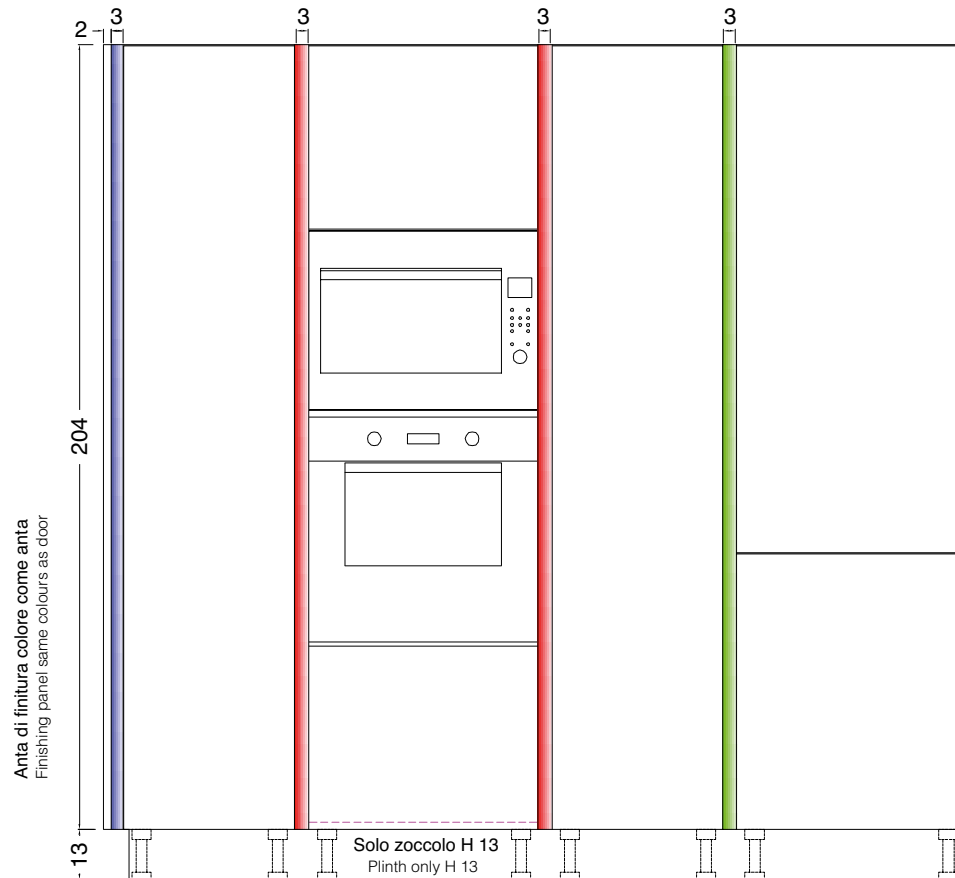 2 3 3 3 3
204
Anta di finitura colore come anta
Finishing panel same colours as door
13
Solo zoccolo H 13
Plinth only H 13